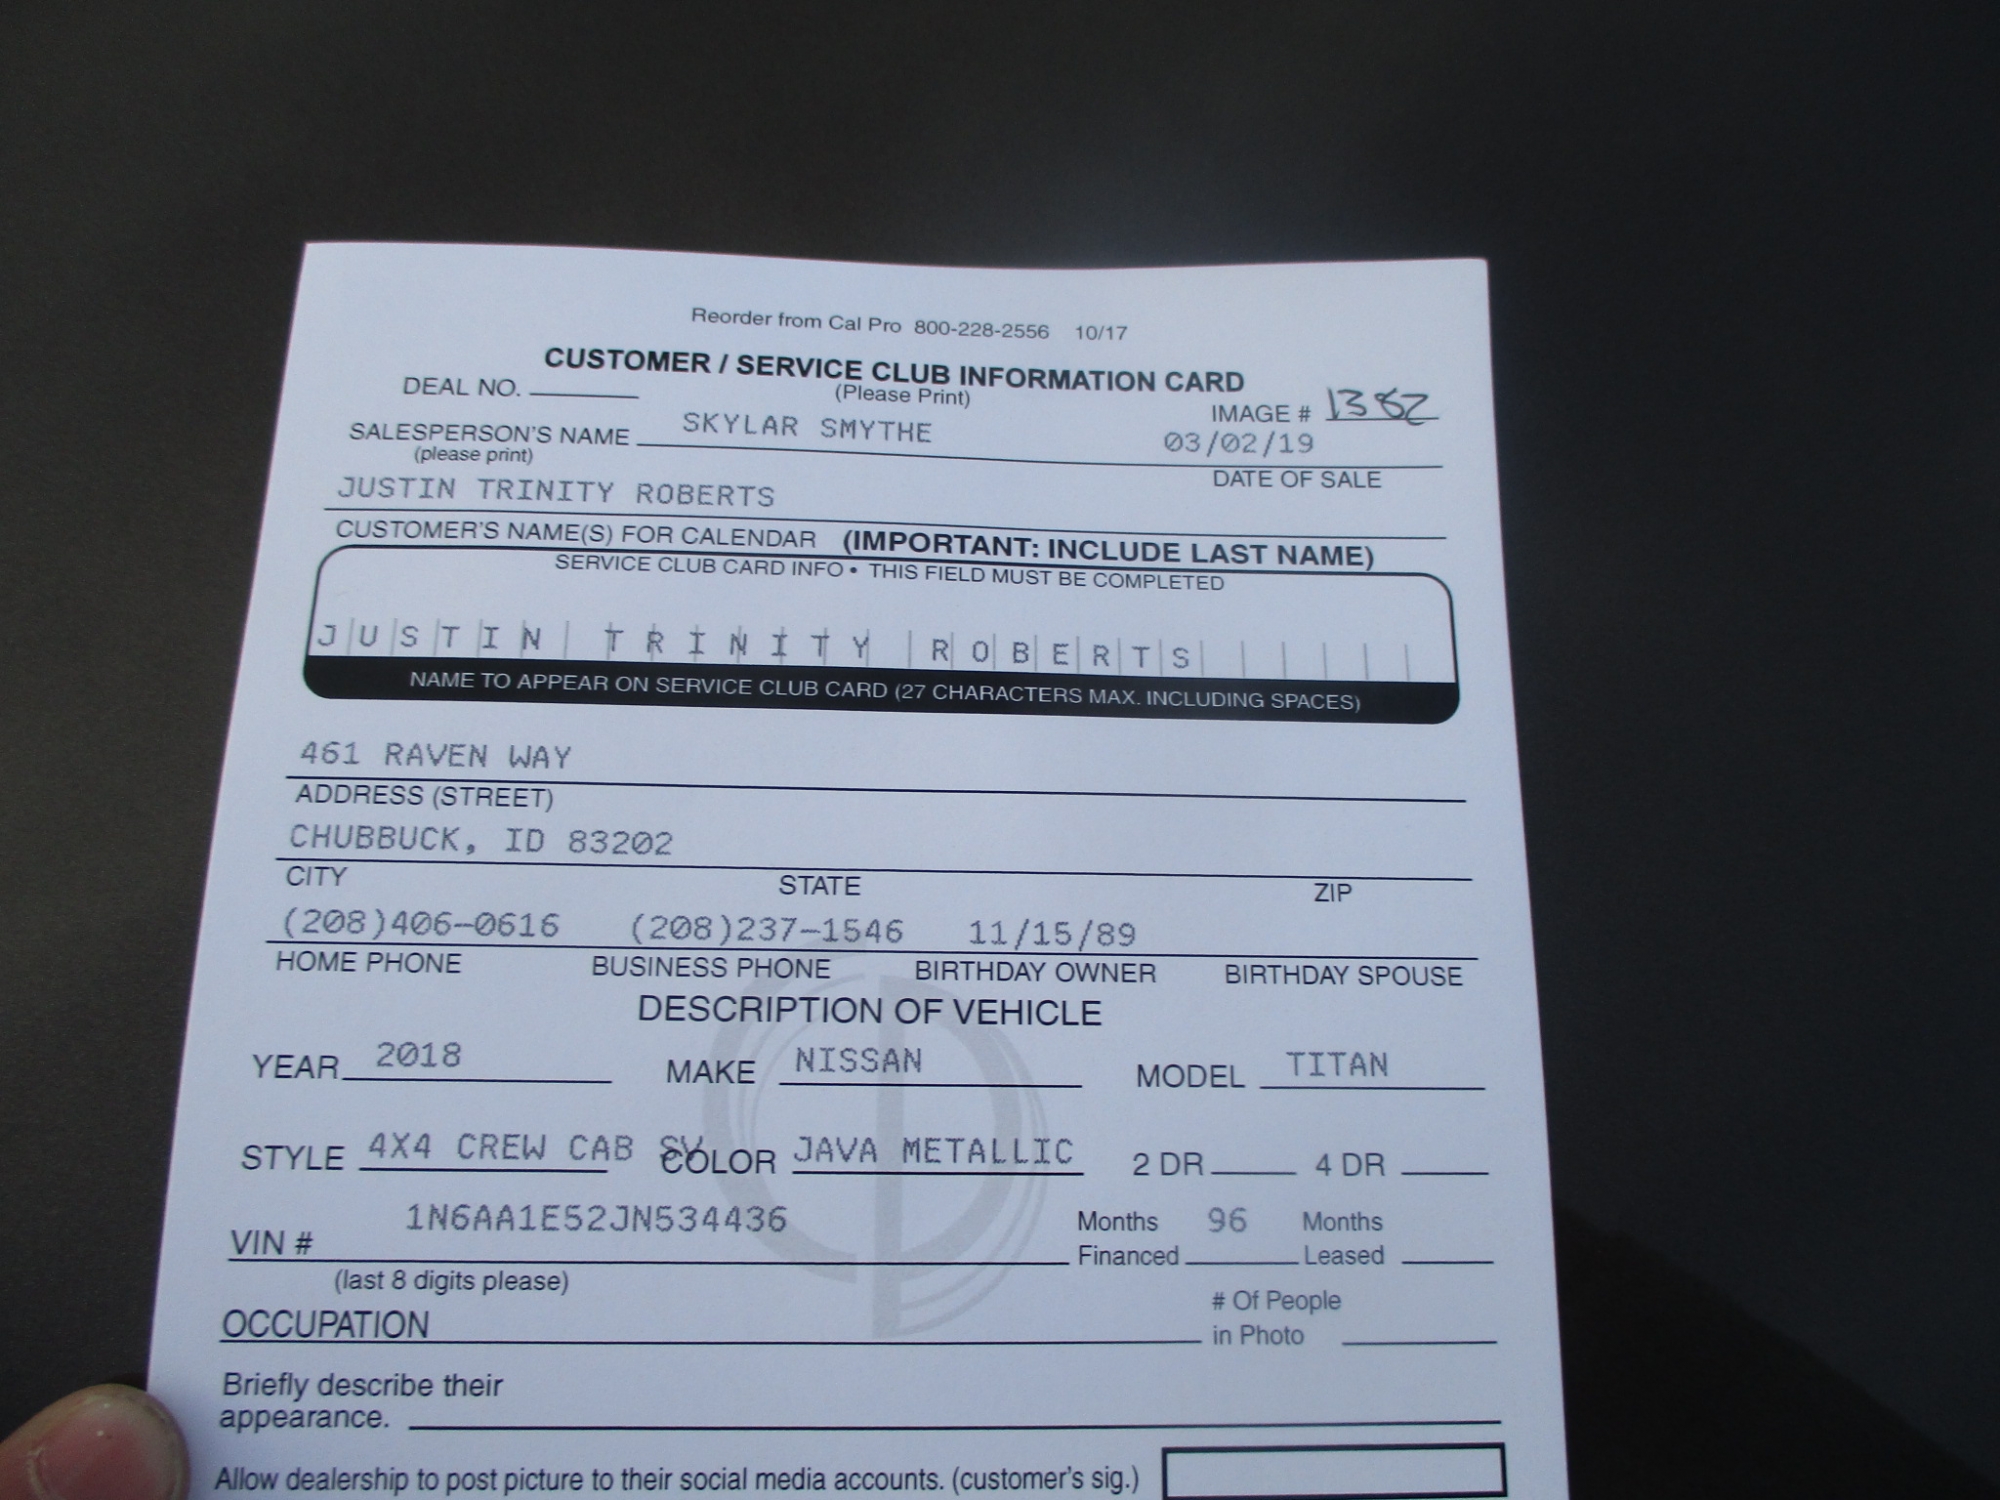 Reorder from Cal Pro 800-228-2556 10/17
CUSTOMER / SERVICE CLUB INFORMATION CARD
DEAL NO. (Please Print) IMAGE # 1382
SALESPERSON'S NAME SKYLAR SMYTHE 03/02/19
(please print) DATE OF SALE
JUSTIN TRINITY ROBERTS
CUSTOMER'S NAME(S) FOR CALENDAR (IMPORTANT: INCLUDE LAST NAME)
SERVICE CLUB CARD INFO • THIS FIELD MUST BE COMPLETED
JUSTIN TRINITY ROBERTS
NAME TO APPEAR ON SERVICE CLUB CARD (27 CHARACTERS MAX. INCLUDING SPACES)
461 RAVEN WAY
ADDRESS (STREET)
CHUBBUCK, ID 83202
CITY STATE ZIP
(208)406-0616 (208)237-1546 11/15/89
HOME PHONE BUSINESS PHONE BIRTHDAY OWNER BIRTHDAY SPOUSE
DESCRIPTION OF VEHICLE
YEAR 2018 MAKE NISSAN MODEL TITAN
STYLE 4X4 CREW CAB SV COLOR JAVA METALLIC 2 DR 4 DR
VIN # 1N6AA1E52JN534436 Months Financed 96 Months Leased
(last 8 digits please)
OCCUPATION # Of People in Photo
Briefly describe their
appearance.
Allow dealership to post picture to their social media accounts. (customer's sig.)